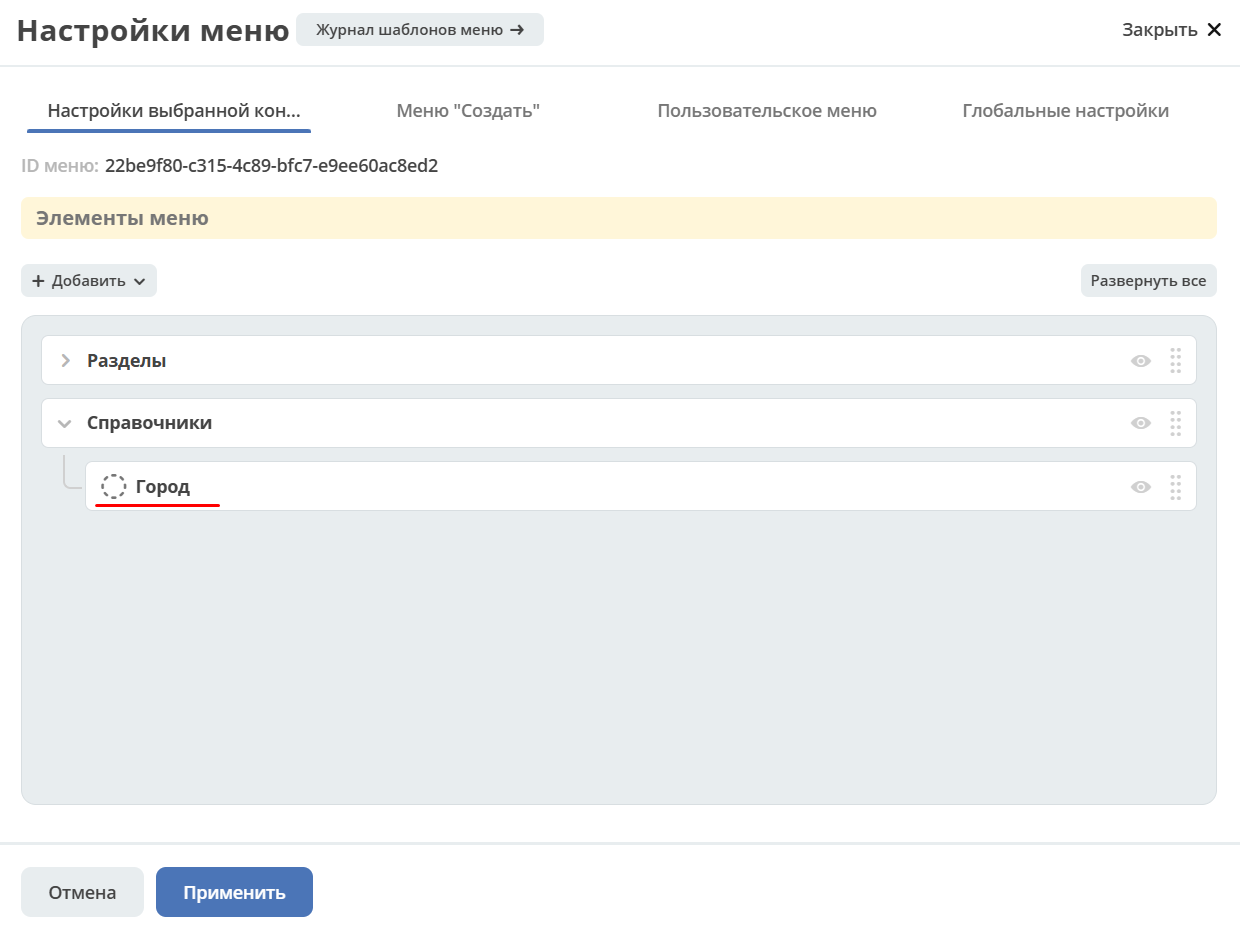 Настройки меню
Журнал шаблонов меню
Закрыть
Настройки выбранной кон...
Меню "Создать"
Пользовательское меню
Глобальные настройки
ID меню: 22be9f80-c315-4c89-bfc7-e9ee60ac8ed2
Элементы меню
+ Добавить
Развернуть все
Разделы
Справочники
Город
Отмена
Применить